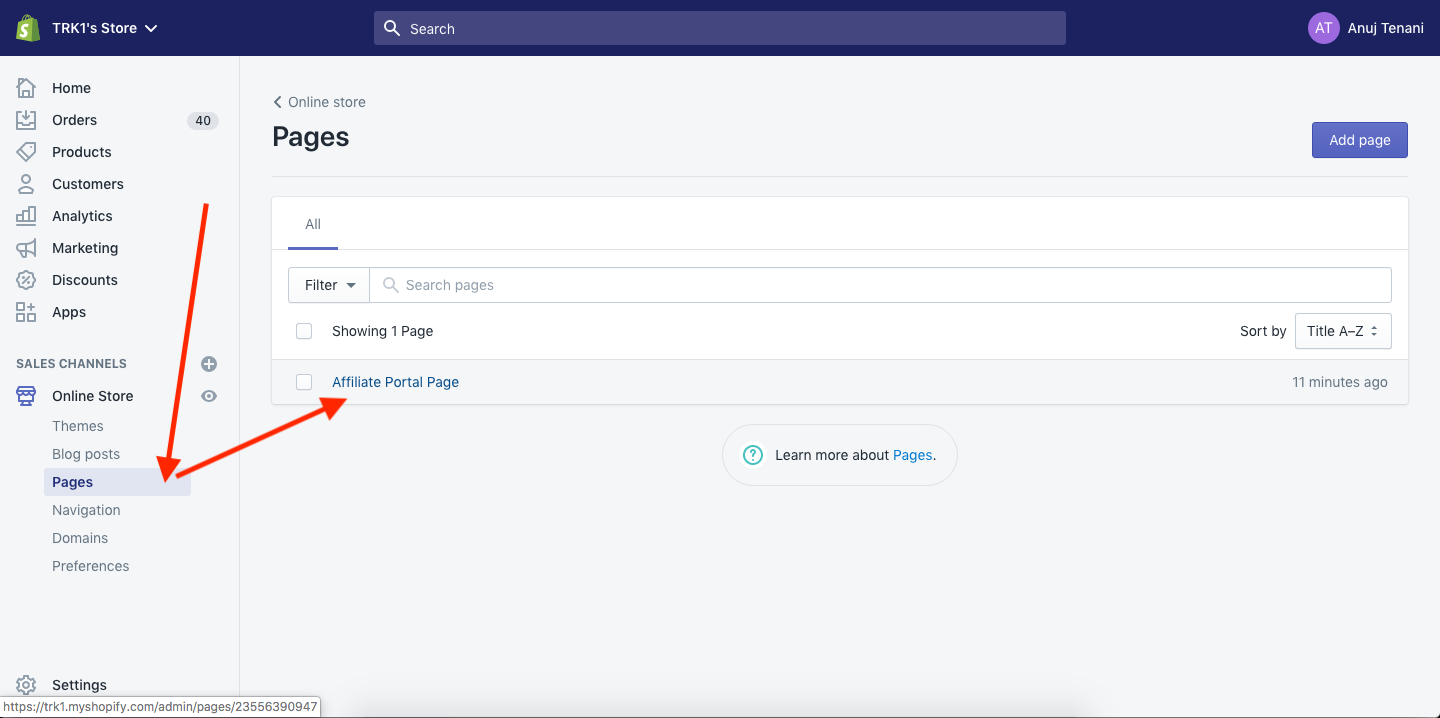 TRK1's Store
Search
AT
Anuj Tenani
Home
Orders
40
Products
Customers
Analytics
Marketing
Discounts
Apps
SALES CHANNELS
Online Store
Themes
Blog posts
Pages
Navigation
Domains
Preferences
Settings
https://trk1.myshopify.com/admin/pages/23556390947
Online store
Pages
Add page
All
Filter
Search pages
Showing 1 Page
Sort by
Title A–Z
Affiliate Portal Page
11 minutes ago
Learn more about Pages.